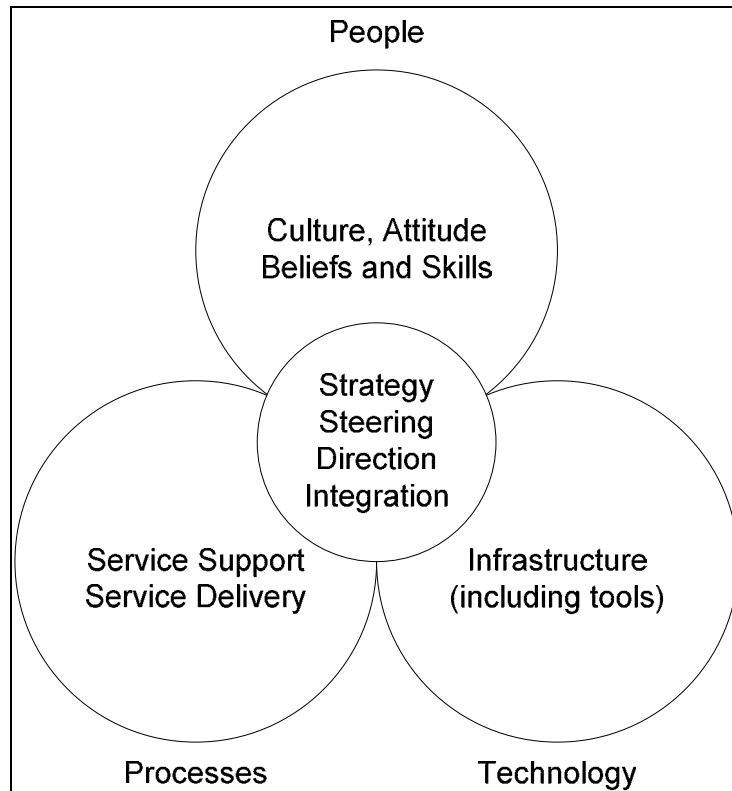 People
Culture, Attitude
Beliefs and Skills
Strategy
Steering
Direction
Integration
Service Support
Service Delivery
Infrastructure
(including tools)
Processes
Technology